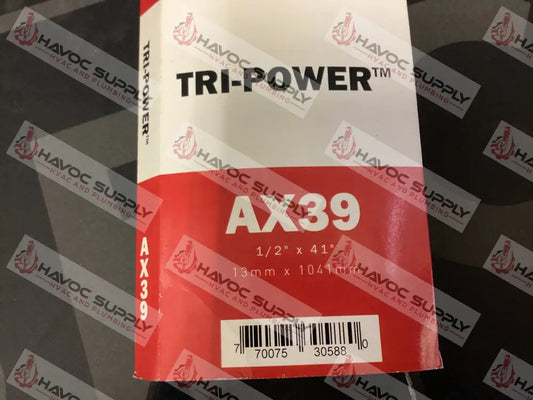 TRI-POWER™
TRI-POWER™
AX39
1/2" x 41"
13mm x 1041mm
AX39
7 70075 30588 0
HAVOC SUPPLY
HVAC AND PLUMBING